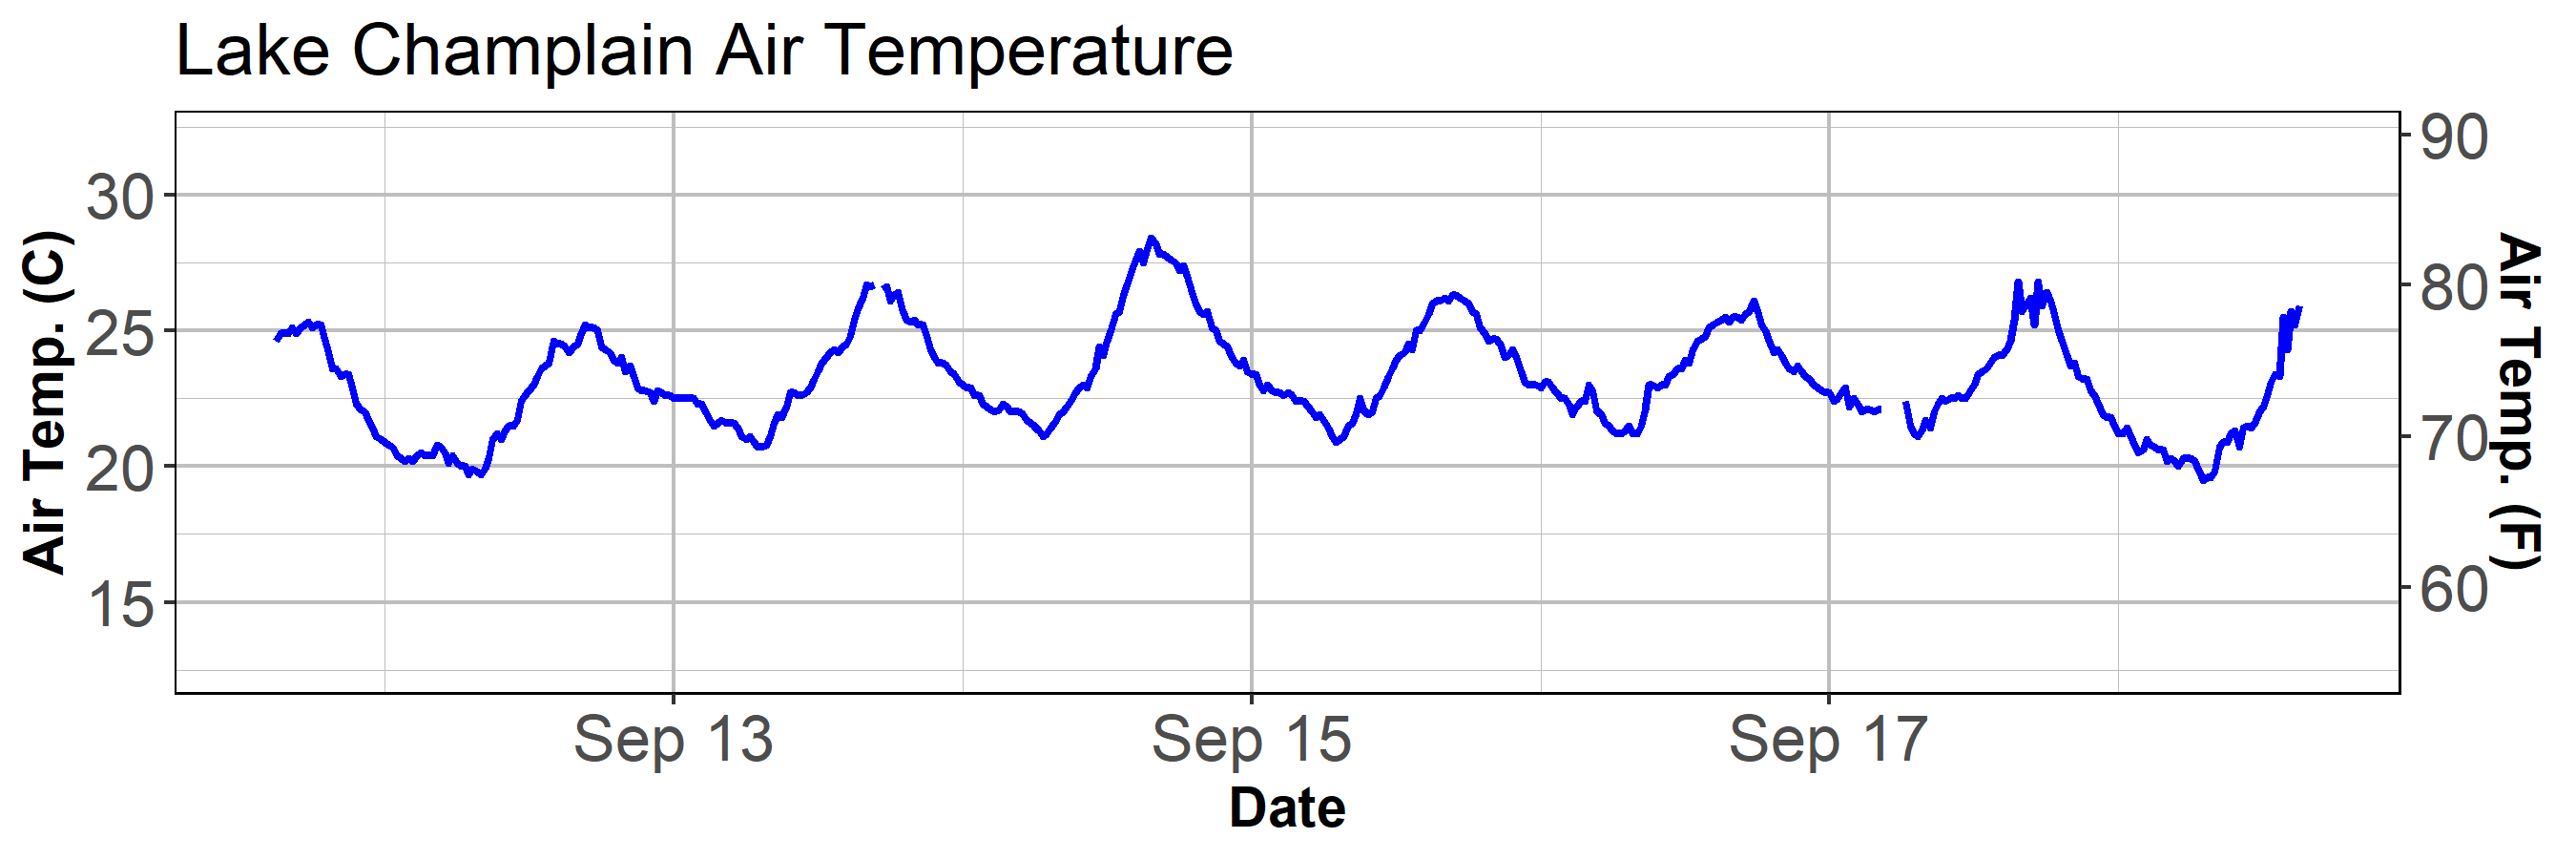 Lake Champlain Air Temperature
Air Temp. (C)
30
25
20
15
90
80
70
60
Air Temp. (F)
Sep 13
Sep 15
Sep 17
Date